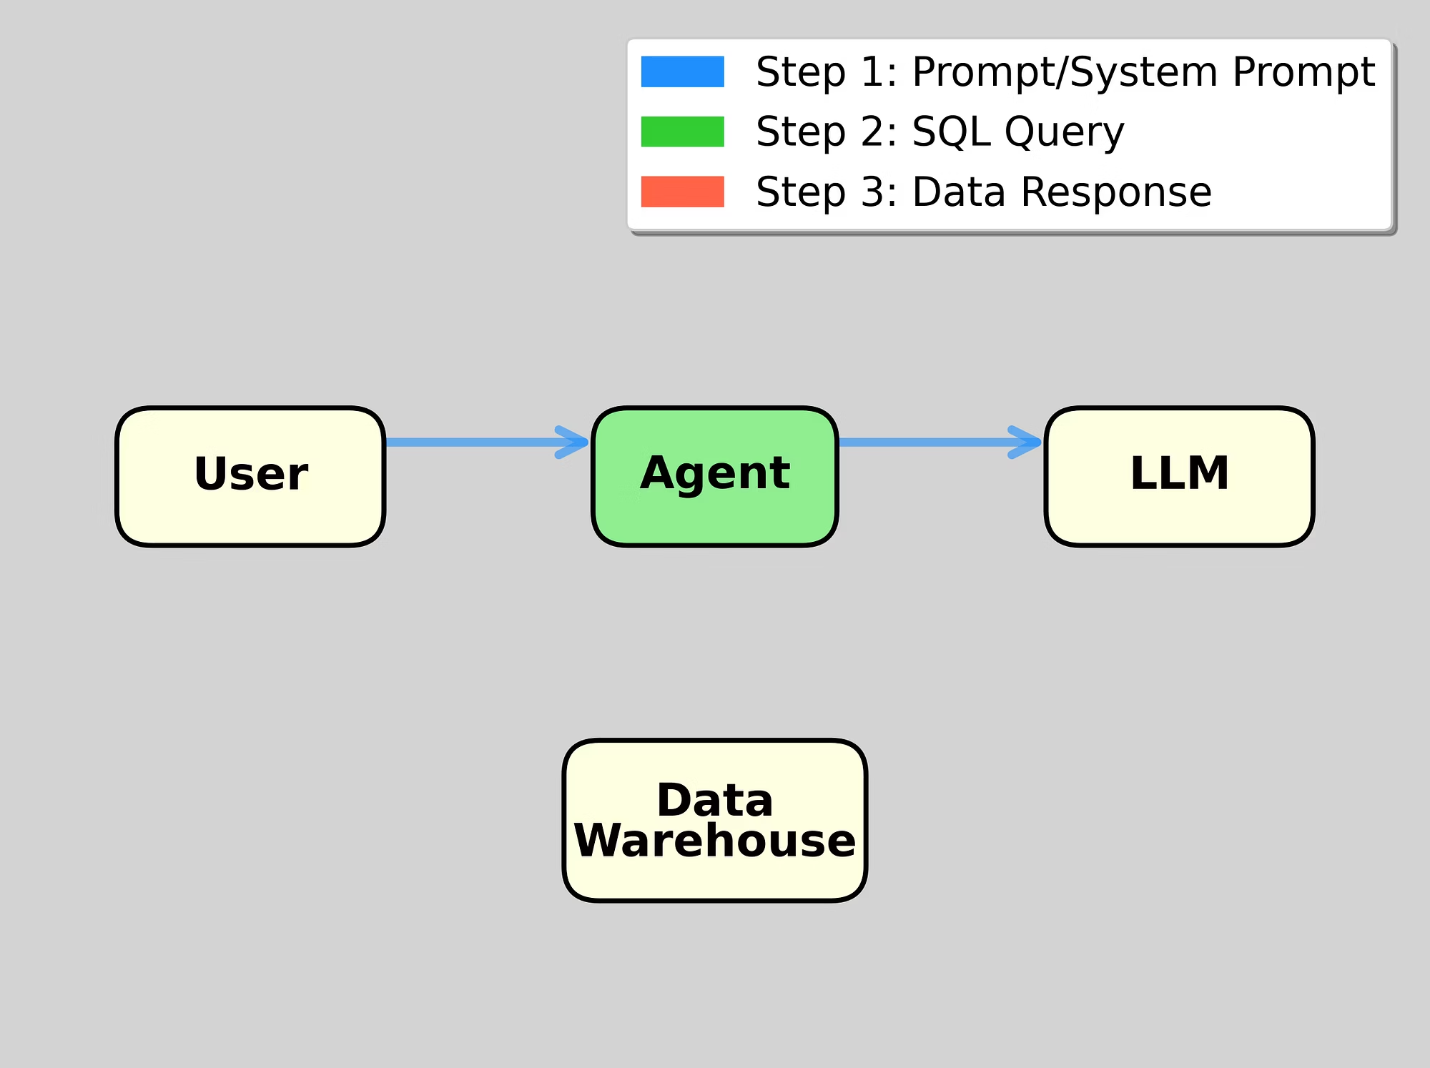 Step 1: Prompt/System Prompt
Step 2: SQL Query
Step 3: Data Response
User
Agent
LLM
Data
Warehouse